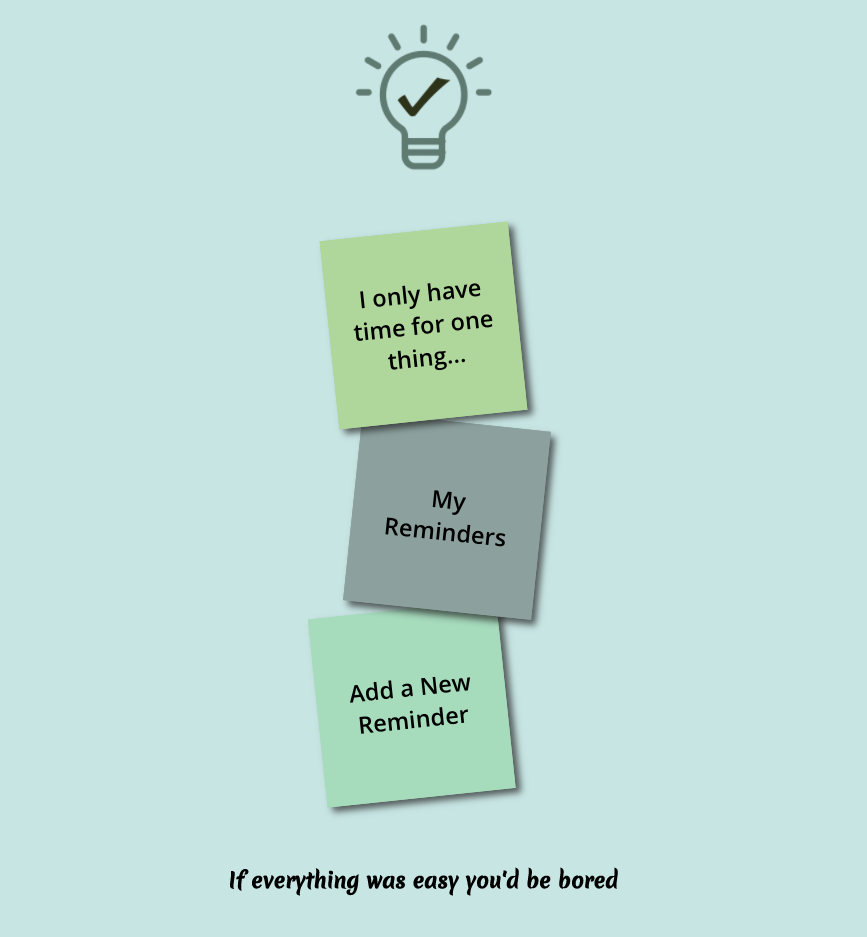 I only have
time for one
thing...
My
Reminders
Add a New
Reminder
If everything was easy you'd be bored